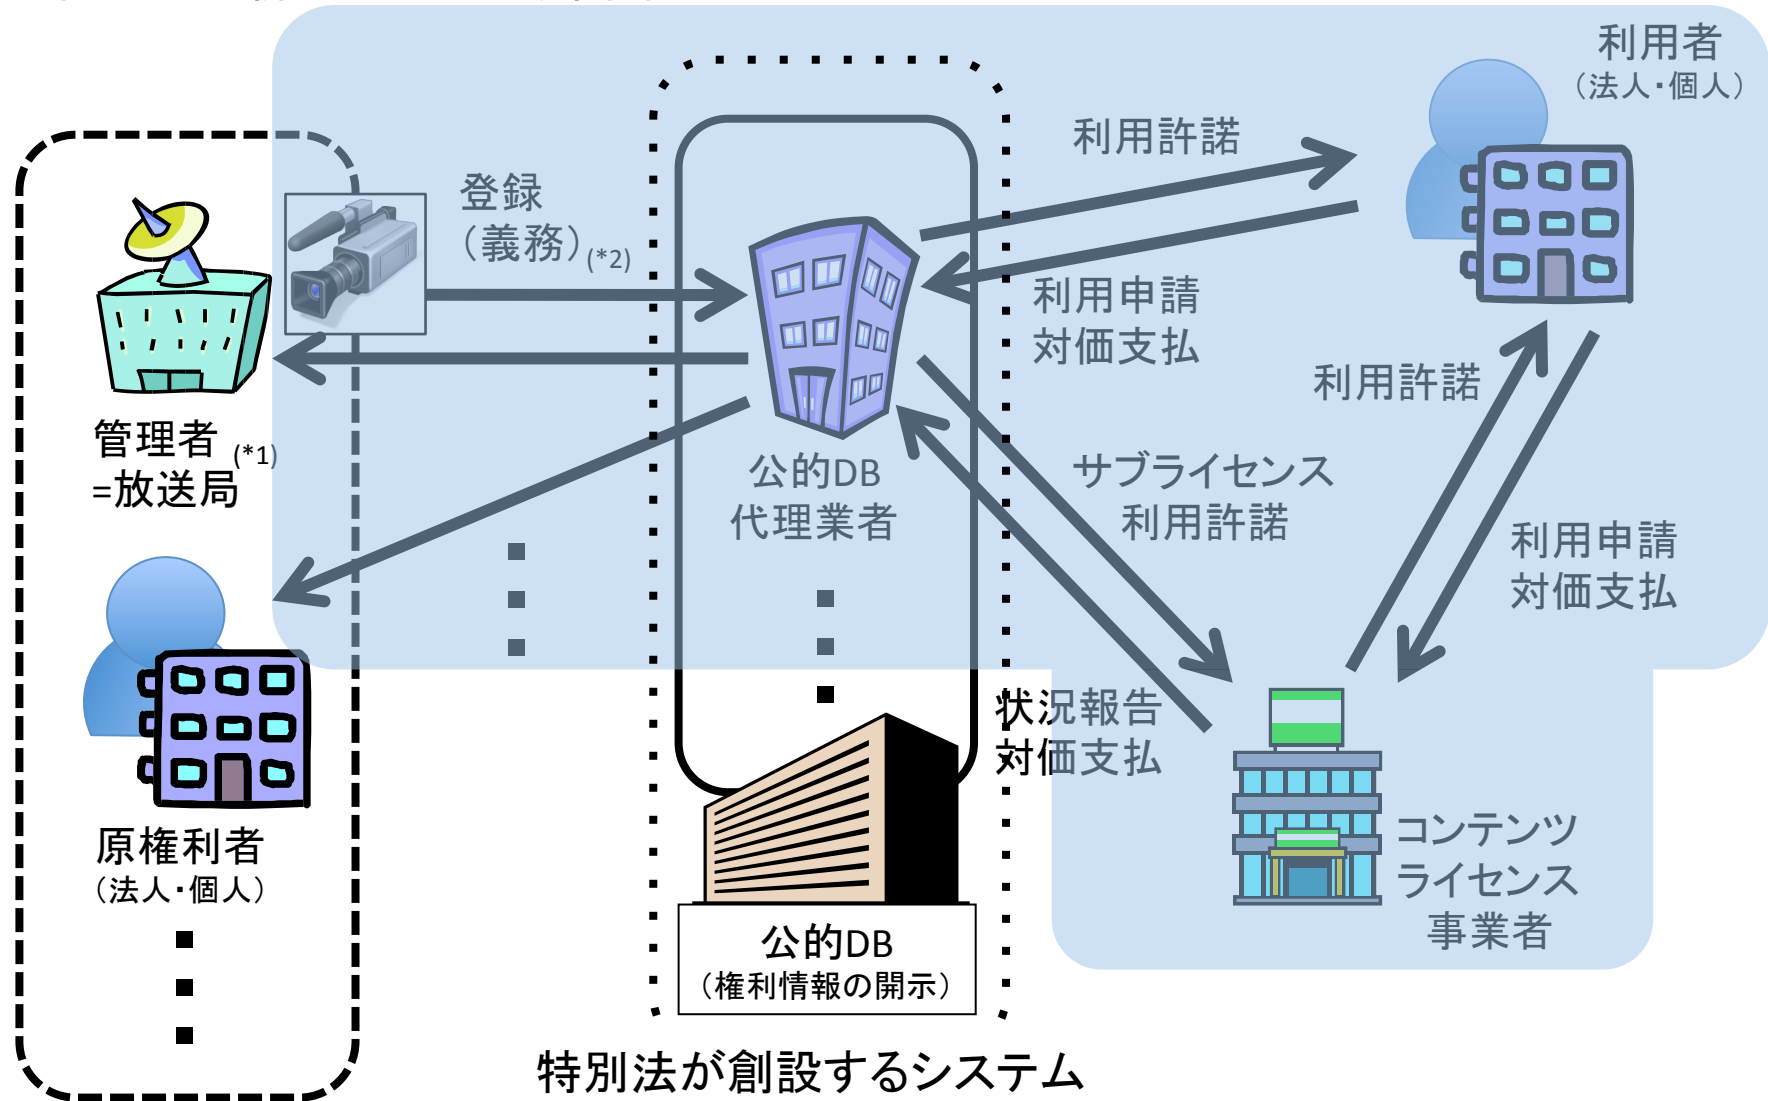 利用者
（法人・個人）
利用許諾
登録
（義務）(*2)
利用申請
対価支払
利用許諾
管理者(*1)
=放送局
公的DB
代理業者
サブライセンス
利用許諾
利用申請
対価支払
状況報告
対価支払
原権利者
（法人・個人）
コンテンツ
ライセンス
事業者
公的DB
（権利情報の開示）
特別法が創設するシステム